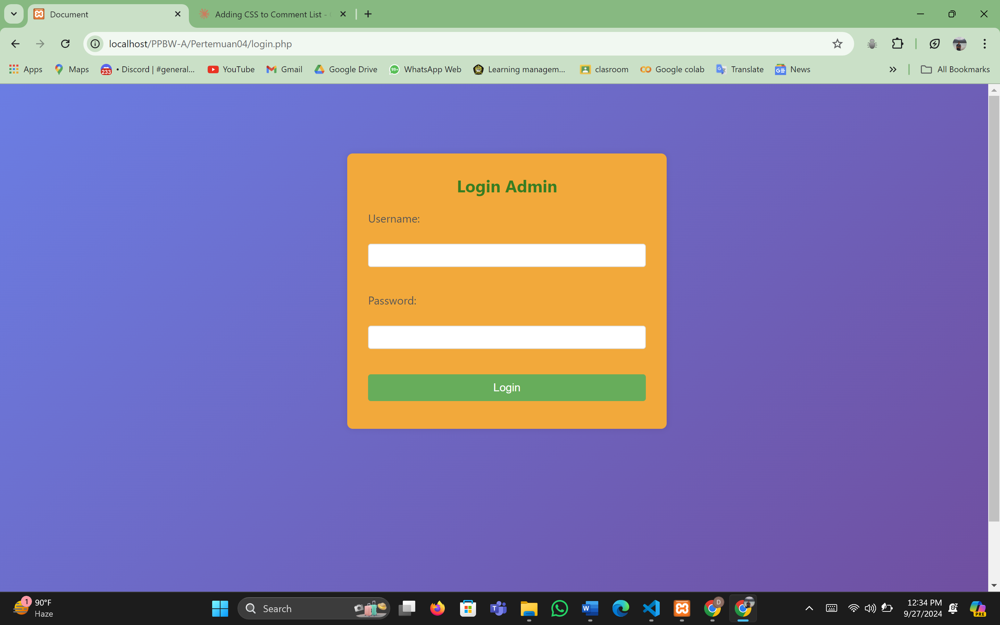 Document
Adding CSS to Comment List -
localhost/PPBW-A/Pertemuan04/login.php
Apps
Maps
233
• Discord | #general...
YouTube
Gmail
Google Drive
99+
WhatsApp Web
Learning managem...
clasroom
Google colab
Translate
GE
News
All Bookmarks
Login Admin
Username:
Password:
Login
1
90°F
Haze
Search
T
W
D
12:34 PM
9/27/2024
PRE